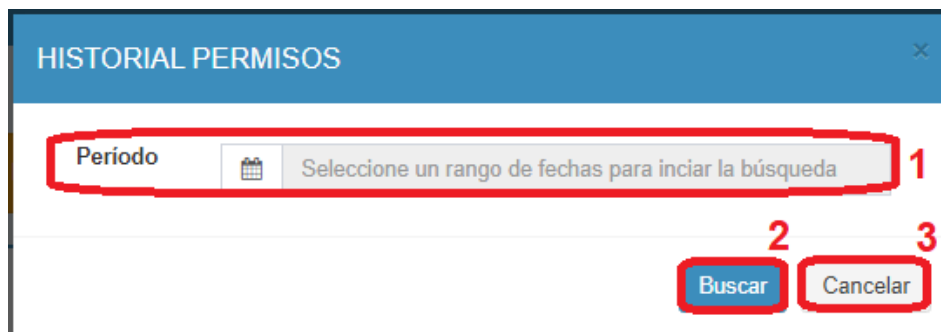 HISTORIAL PERMISOS ×
Período Seleccione un rango de fechas para inciar la búsqueda 1
2 3
Buscar Cancelar